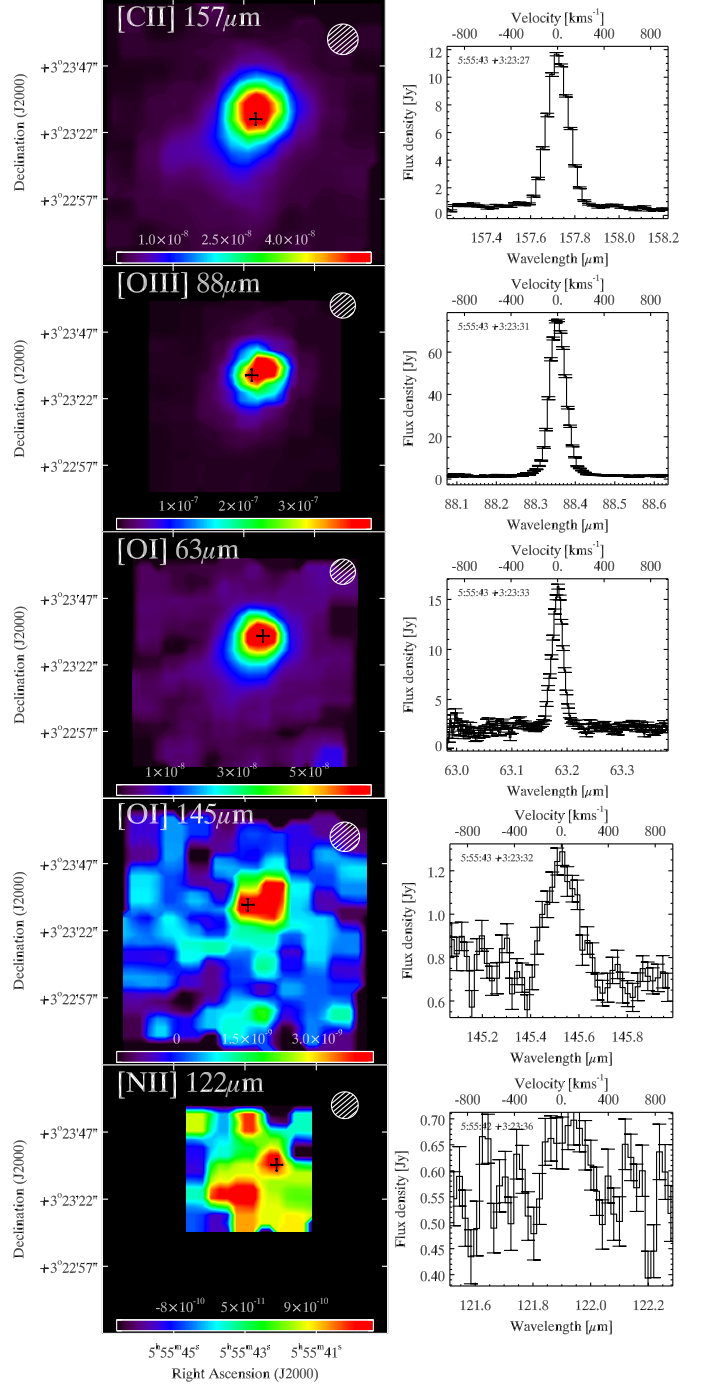 [CII] 157μm
Declination (J2000)
+3°23'47"
+3°23'22"
+3°22'57"
1.0×10⁻⁸ 2.5×10⁻⁸ 4.0×10⁻⁸
Velocity [kms⁻¹]
-800 -400 0 400 800
5:55:43 +3:23:27
Flux density [Jy]
12
10
8
6
4
2
0
157.4 157.6 157.8 158.0 158.2
Wavelength [μm]
[OIII] 88μm
Declination (J2000)
+3°23'47"
+3°23'22"
+3°22'57"
1×10⁻⁷ 2×10⁻⁷ 3×10⁻⁷
Velocity [kms⁻¹]
-800 -400 0 400 800
5:55:43 +3:23:31
Flux density [Jy]
60
40
20
0
88.1 88.2 88.3 88.4 88.5 88.6
Wavelength [μm]
[OI] 63μm
Declination (J2000)
+3°23'47"
+3°23'22"
+3°22'57"
1×10⁻⁸ 3×10⁻⁸ 5×10⁻⁸
Velocity [kms⁻¹]
-800 -400 0 400 800
5:55:43 +3:23:33
Flux density [Jy]
15
10
5
0
63.0 63.1 63.2 63.3
Wavelength [μm]
[OI] 145μm
Declination (J2000)
+3°23'47"
+3°23'22"
+3°22'57"
0 1.5×10⁻⁹ 3.0×10⁻⁹
Velocity [kms⁻¹]
-800 -400 0 400 800
5:55:43 +3:23:32
Flux density [Jy]
1.2
1.0
0.8
0.6
145.2 145.4 145.6 145.8
Wavelength [μm]
[NII] 122μm
Declination (J2000)
+3°23'47"
+3°23'22"
+3°22'57"
-8×10⁻¹⁰ 5×10⁻¹¹ 9×10⁻¹⁰
5ʰ55ᵐ45ˢ 5ʰ55ᵐ43ˢ 5ʰ55ᵐ41ˢ
Right Ascension (J2000)
Velocity [kms⁻¹]
-800 -400 0 400 800
5:55:42 +3:23:36
Flux density [Jy]
0.70
0.65
0.60
0.55
0.50
0.45
0.40
121.6 121.8 122.0 122.2
Wavelength [μm]